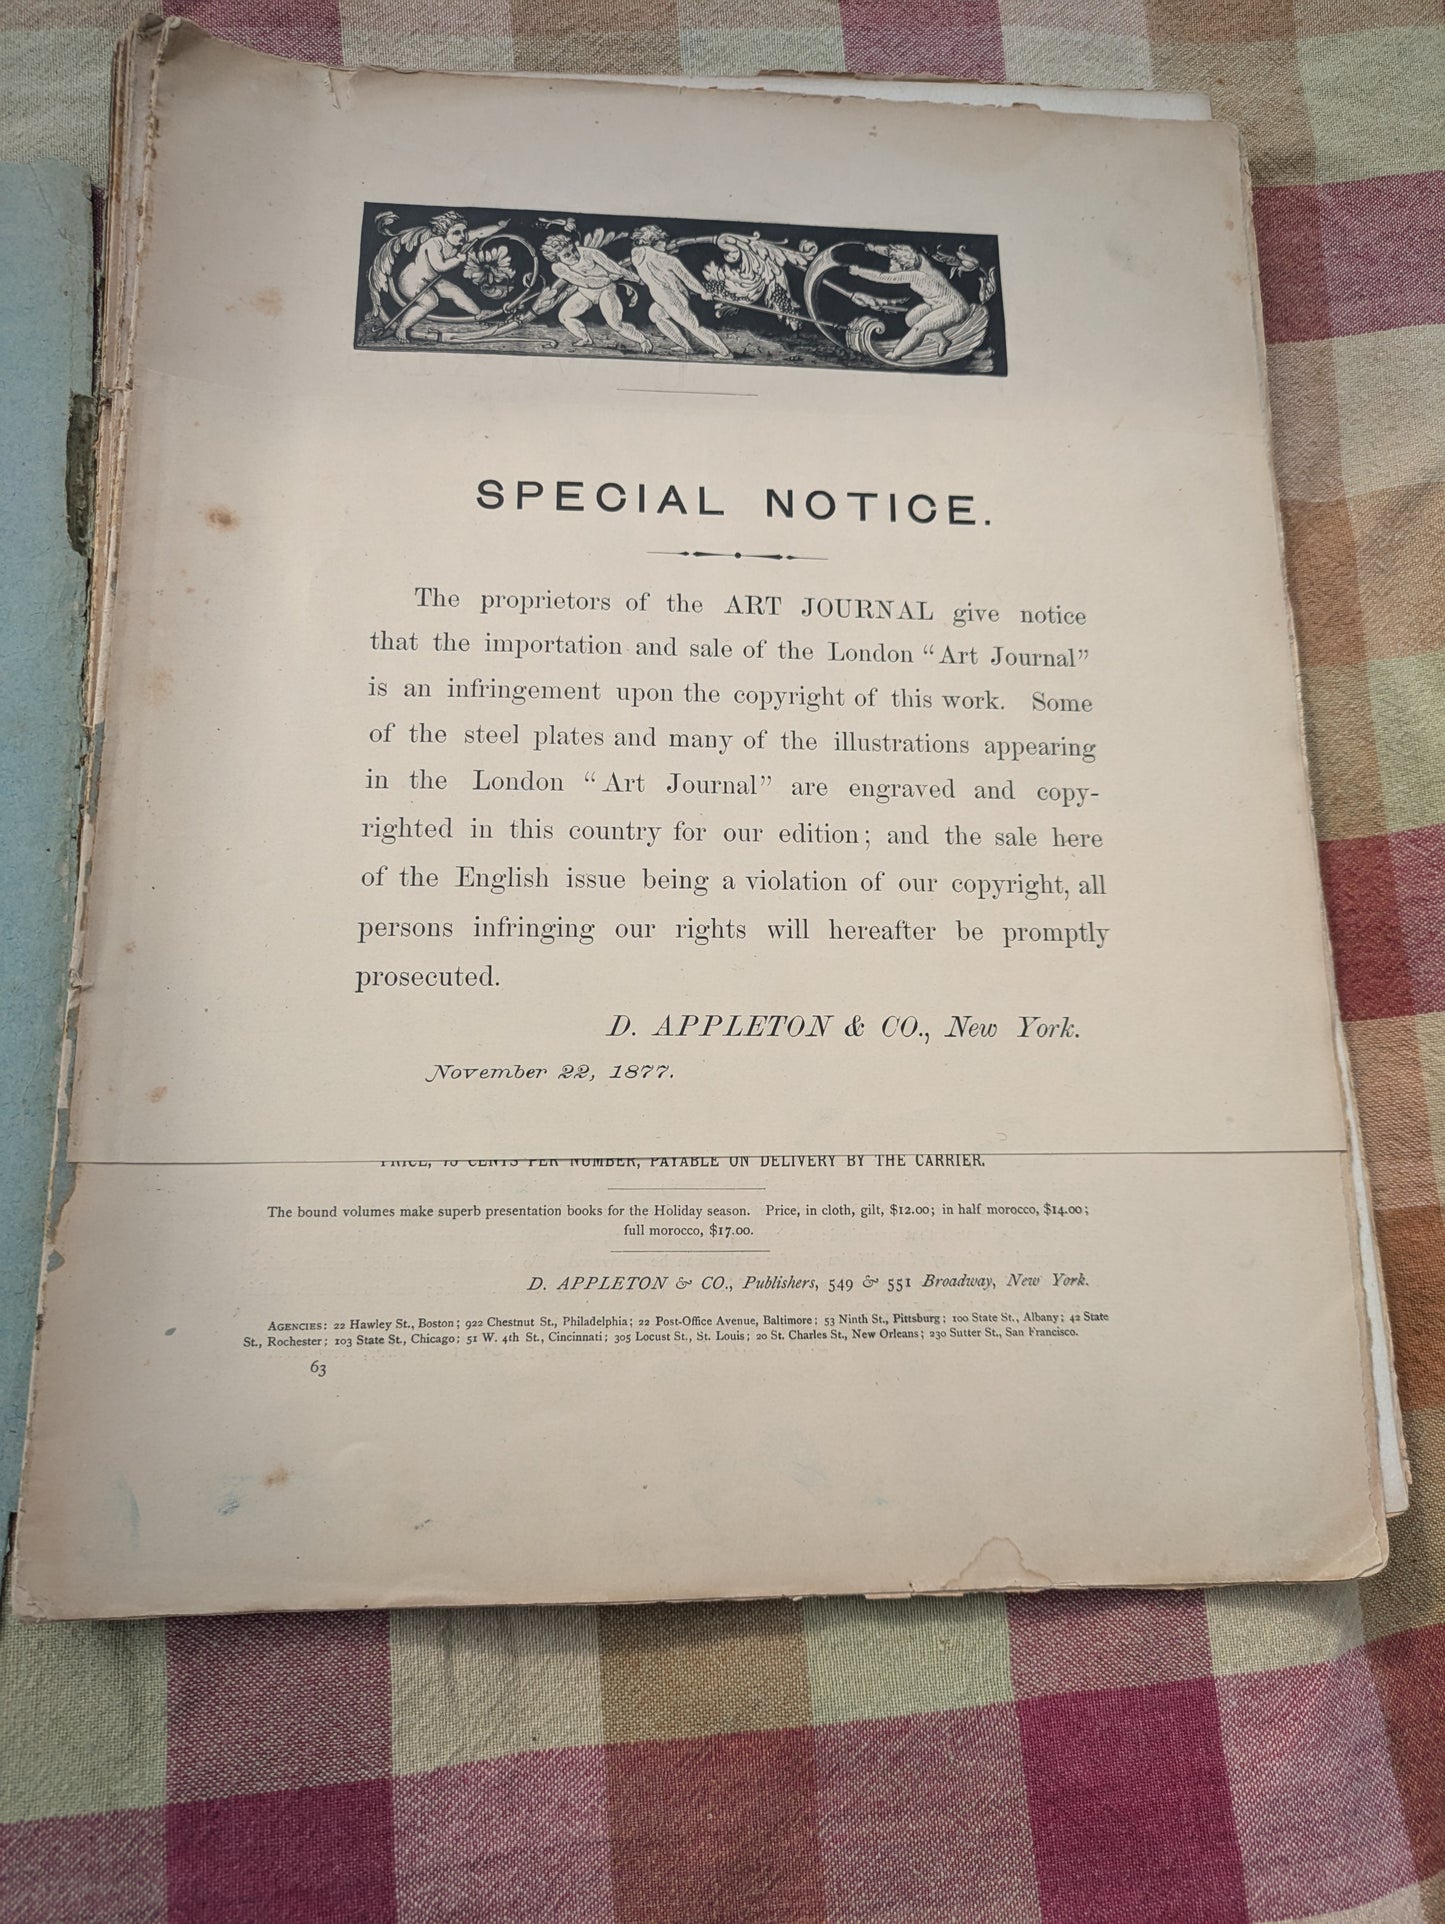 SPECIAL NOTICE.
The proprietors of the ART JOURNAL give notice
that the importation and sale of the London “Art Journal”
is an infringement upon the copyright of this work. Some
of the steel plates and many of the illustrations appearing
in the London “Art Journal” are engraved and copy-
righted in this country for our edition; and the sale here
of the English issue being a violation of our copyright, all
persons infringing our rights will hereafter be promptly
prosecuted.
D. APPLETON & CO., New York.
November 22, 1877.
PRICE, 75 CENTS PER NUMBER, PAYABLE ON DELIVERY BY THE CARRIER.
The bound volumes make superb presentation books for the Holiday season. Price, in cloth, gilt, $12.00; in half morocco, $14.00;
full morocco, $17.00.
D. APPLETON & CO., Publishers, 549 & 551 Broadway, New York.
AGENCIES: 22 Hawley St., Boston; 922 Chestnut St., Philadelphia; 22 Post-Office Avenue, Baltimore; 53 Ninth St., Pittsburg; 100 State St., Albany; 42 State
St., Rochester; 103 State St., Chicago; 51 W. 4th St., Cincinnati; 305 Locust St., St. Louis; 20 St. Charles St., New Orleans; 230 Sutter St., San Francisco.
63